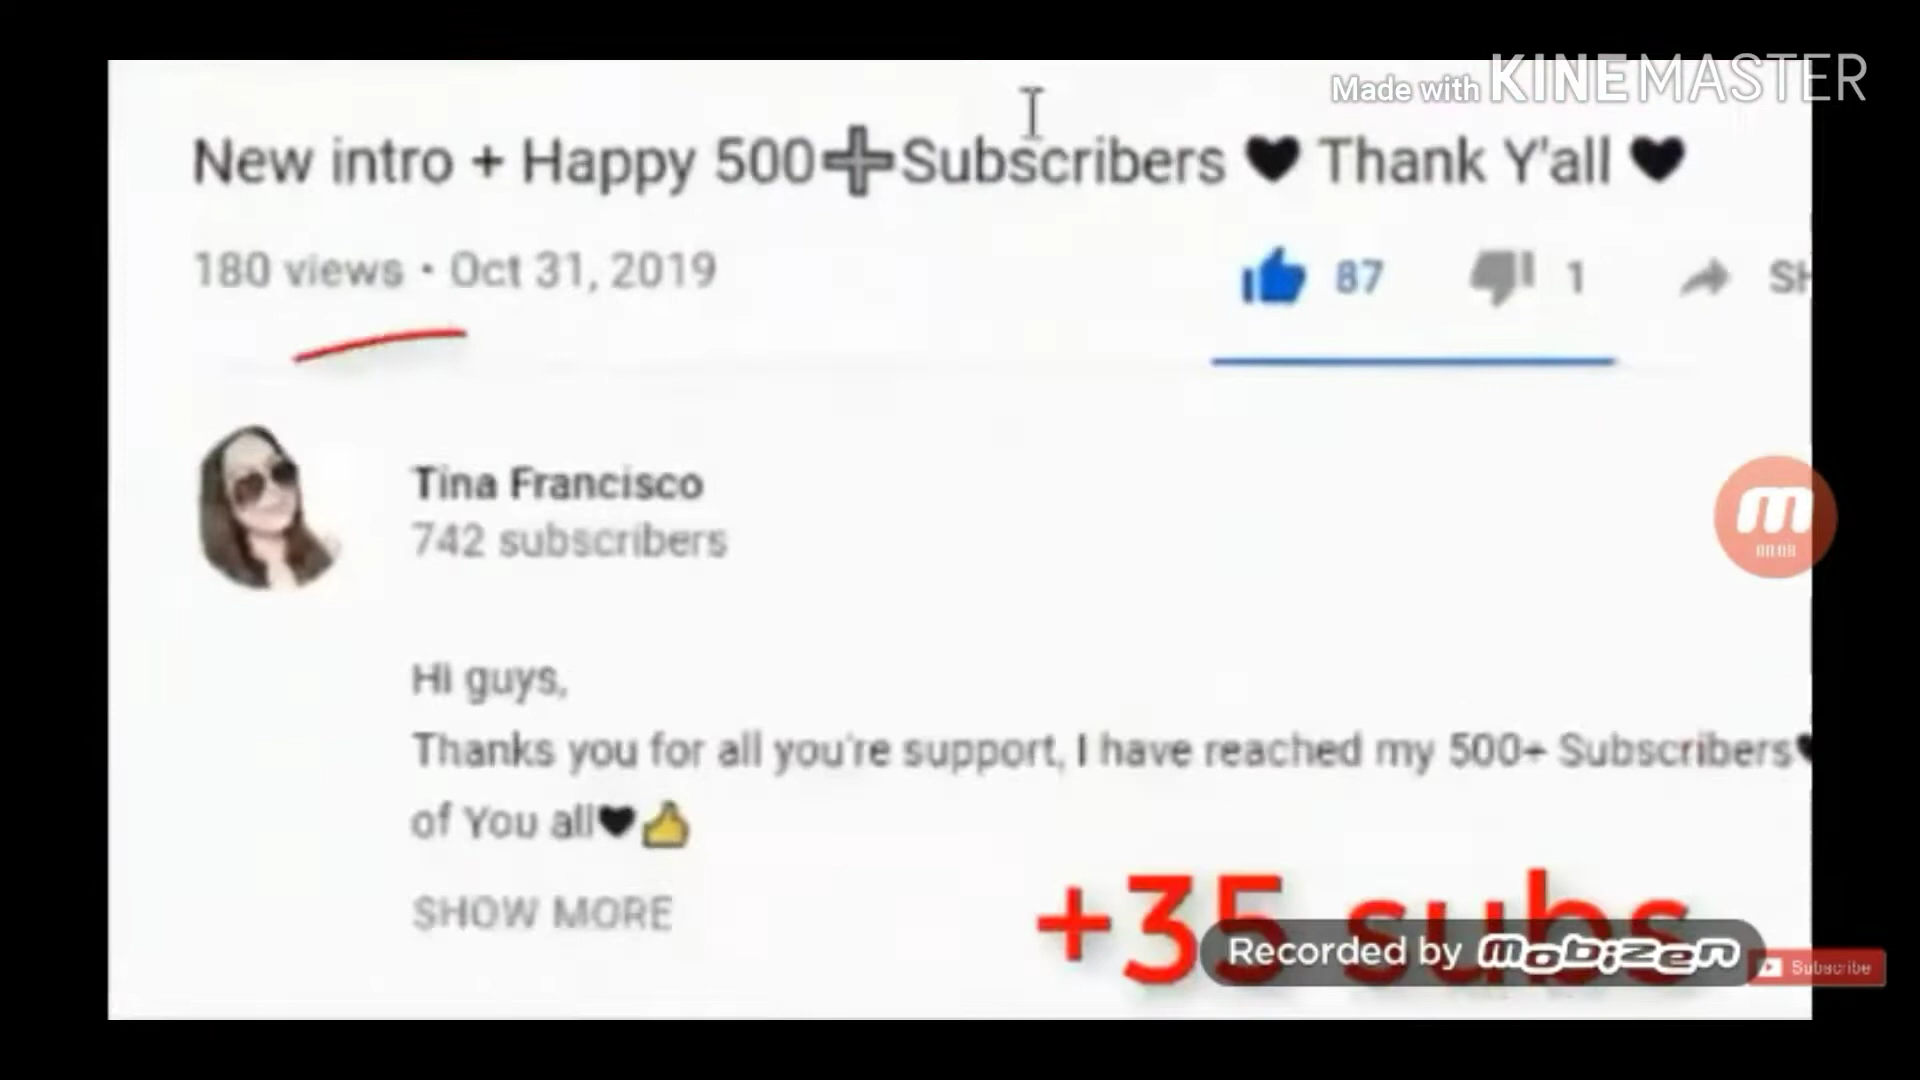 Made with KINEMASTER
New intro + Happy 500➕Subscribers 🖤 Thank Y'all 🖤
180 views • Oct 31, 2019
87
1
SH
Tina Francisco
742 subscribers
Hi guys,
Thanks you for all you're support, I have reached my 500+ Subscribers🖤
of You all🖤👍
SHOW MORE
+35 subs
Recorded by mobizen
Subscribe